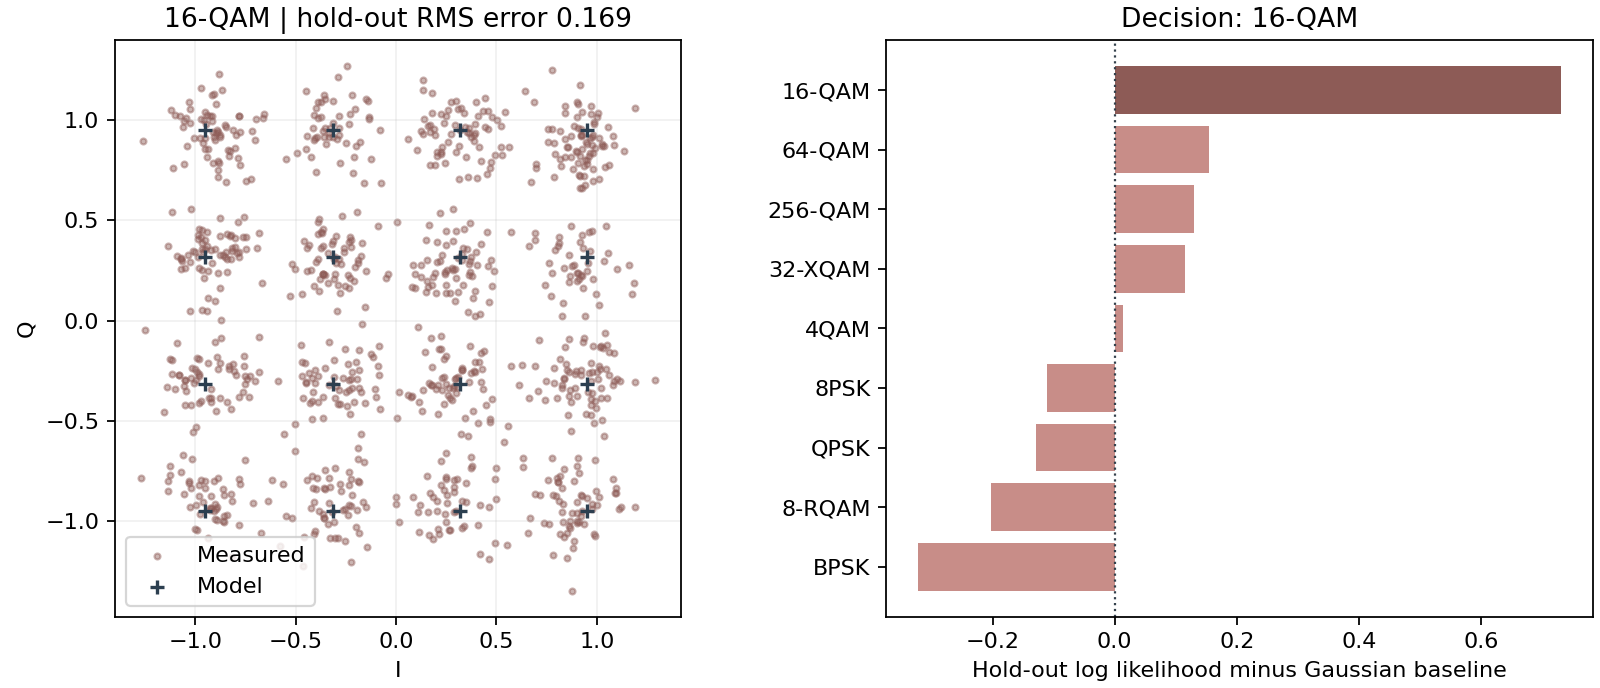 16-QAM | hold-out RMS error 0.169
1.0
0.5
0.0
−0.5
−1.0
Q
Measured
Model
−1.0
−0.5
0.0
0.5
1.0
I
Decision: 16-QAM
16-QAM
64-QAM
256-QAM
32-XQAM
4QAM
8PSK
QPSK
8-RQAM
BPSK
−0.2
0.0
0.2
0.4
0.6
Hold-out log likelihood minus Gaussian baseline